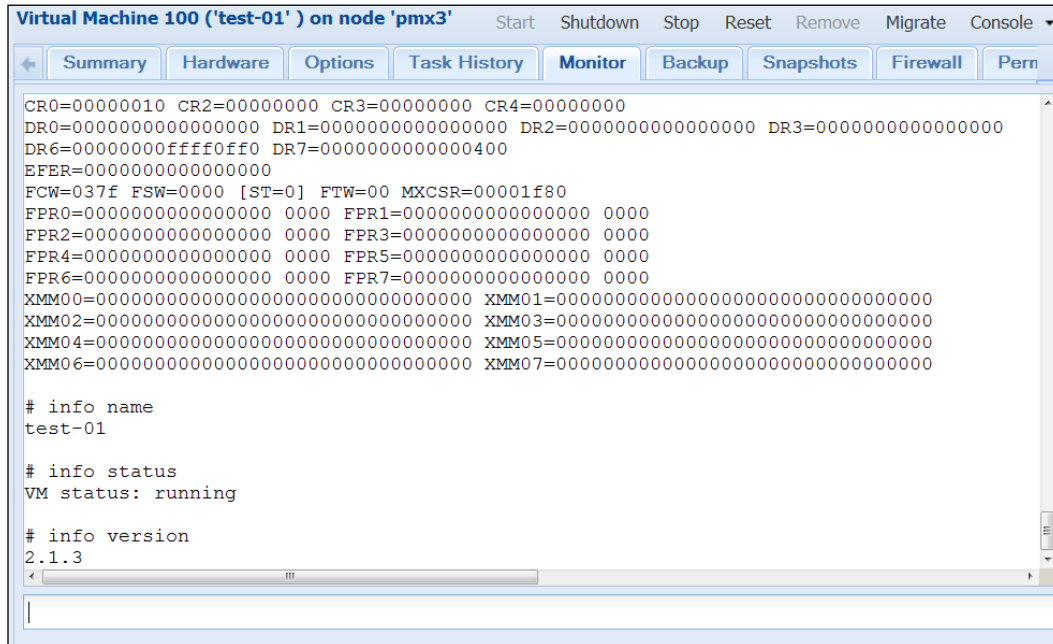 Virtual Machine 100 ('test-01' ) on node 'pmx3' Start Shutdown Stop Reset Remove Migrate Console
Summary Hardware Options Task History Monitor Backup Snapshots Firewall Perm
CR0=00000010 CR2=00000000 CR3=00000000 CR4=00000000
DR0=0000000000000000 DR1=0000000000000000 DR2=0000000000000000 DR3=0000000000000000
DR6=00000000ffff0ff0 DR7=0000000000000400
EFER=0000000000000000
FCW=037f FSW=0000 [ST=0] FTW=00 MXCSR=00001f80
FPR0=0000000000000000 0000 FPR1=0000000000000000 0000
FPR2=0000000000000000 0000 FPR3=0000000000000000 0000
FPR4=0000000000000000 0000 FPR5=0000000000000000 0000
FPR6=0000000000000000 0000 FPR7=0000000000000000 0000
XMM00=00000000000000000000000000000000 XMM01=00000000000000000000000000000000
XMM02=00000000000000000000000000000000 XMM03=00000000000000000000000000000000
XMM04=00000000000000000000000000000000 XMM05=00000000000000000000000000000000
XMM06=00000000000000000000000000000000 XMM07=00000000000000000000000000000000
# info name
test-01
# info status
VM status: running
# info version
2.1.3